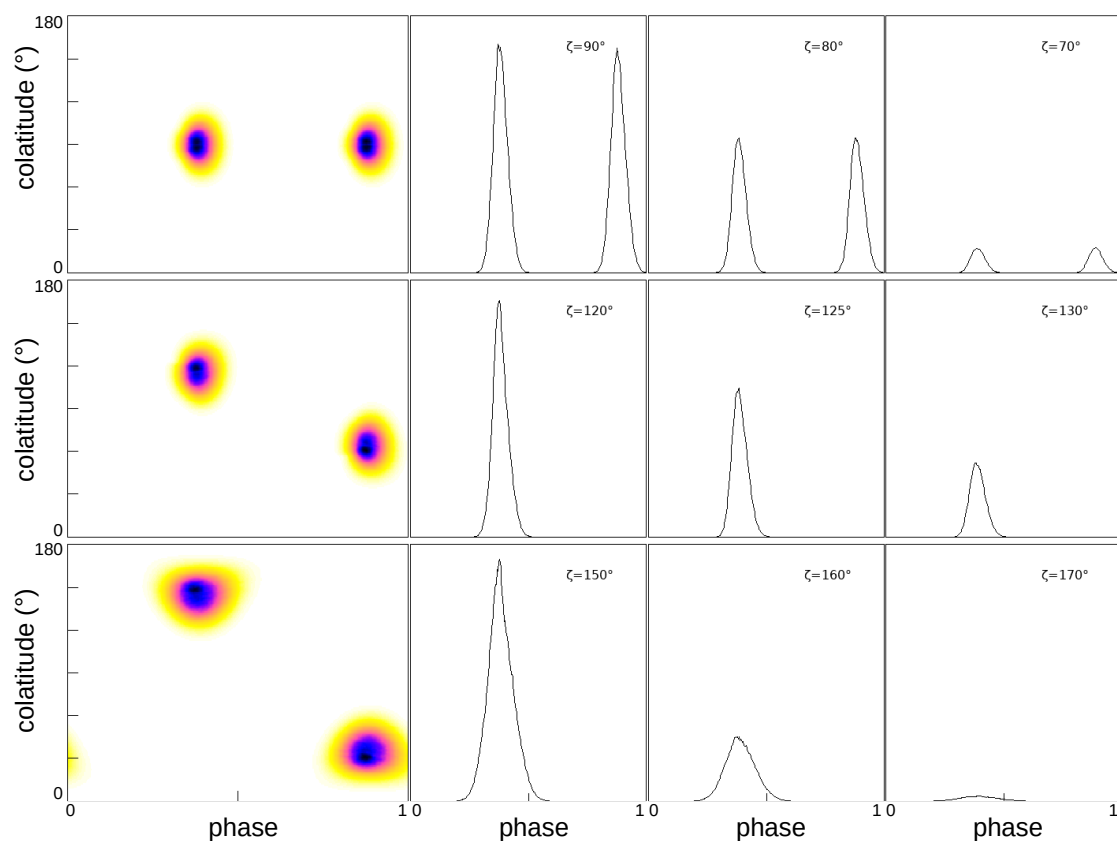 180
colatitude (°)
0
ζ=90°
ζ=80°
ζ=70°
180
colatitude (°)
0
ζ=120°
ζ=125°
ζ=130°
180
colatitude (°)
0
ζ=150°
ζ=160°
ζ=170°
0 1 0 1 0 1 0 1
phase phase phase phase